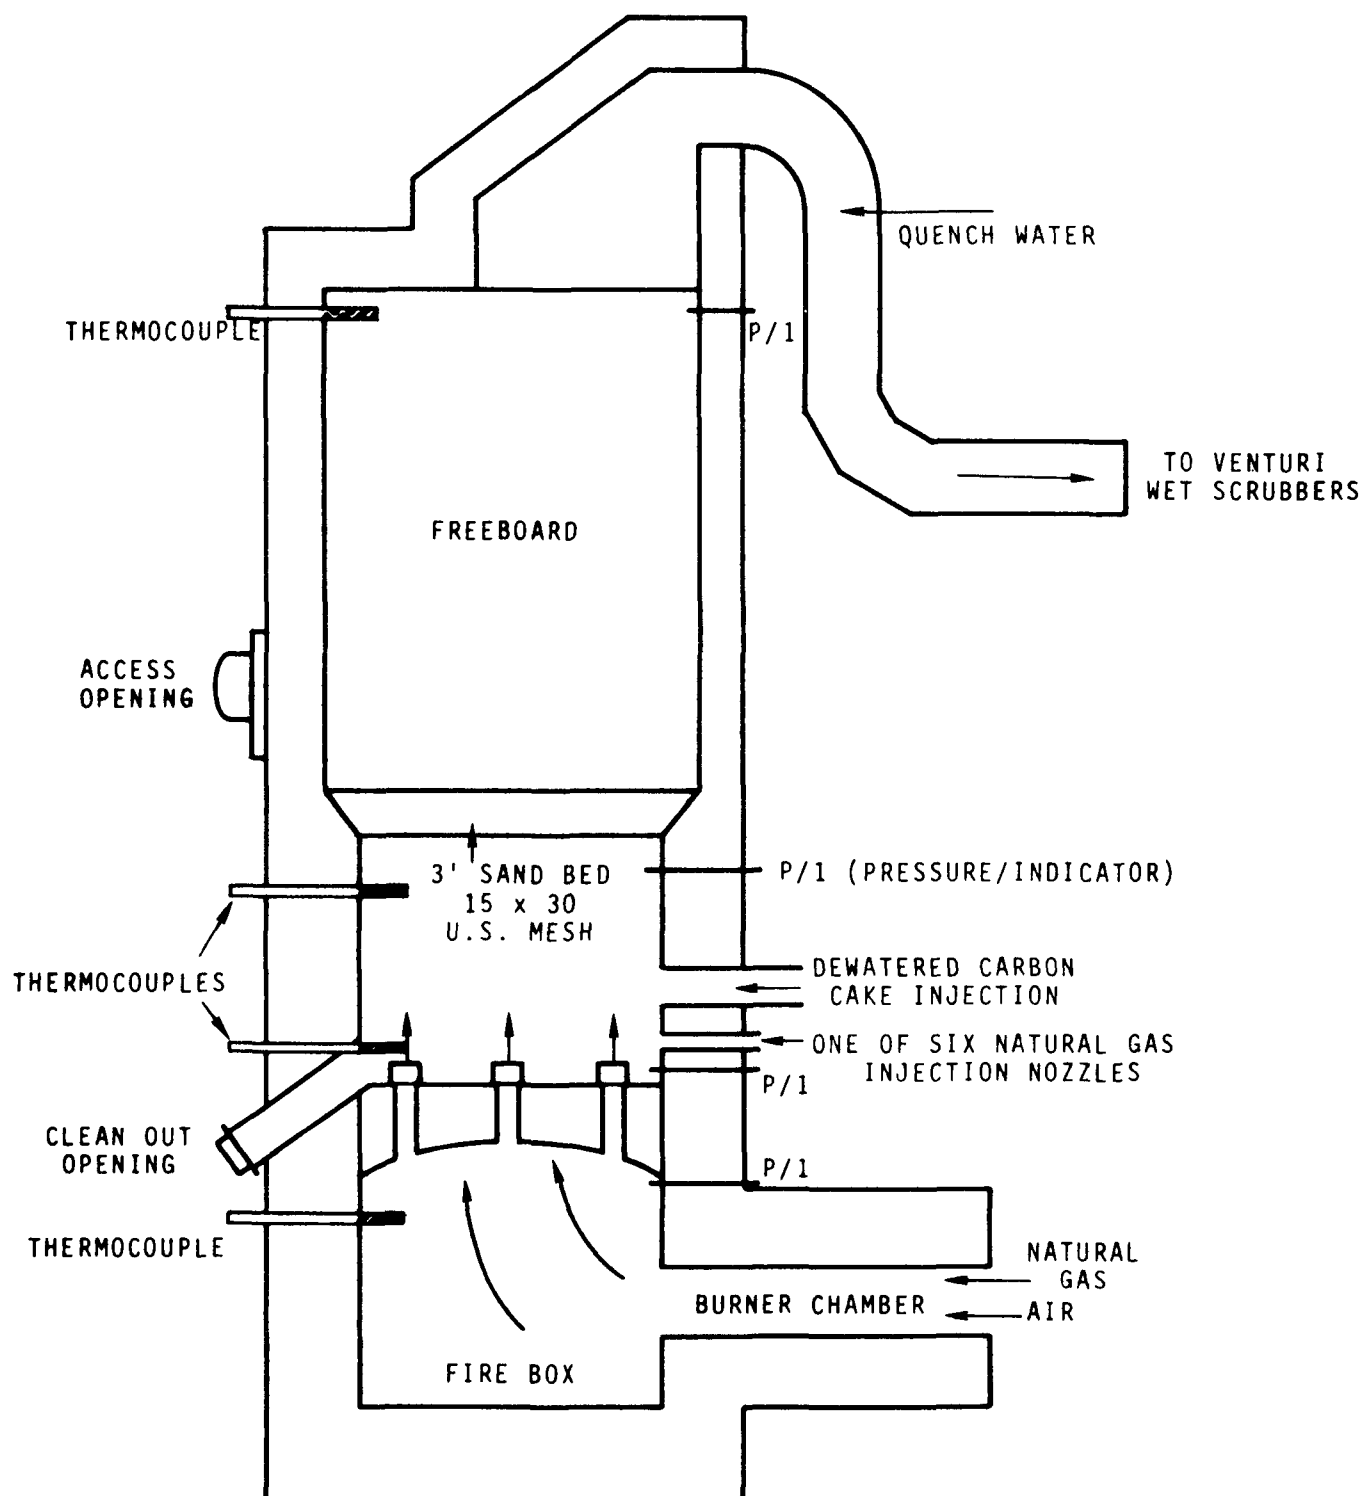 QUENCH WATER
THERMOCOUPLE
P/1
TO VENTURI
WET SCRUBBERS
FREEBOARD
ACCESS
OPENING
3' SAND BED
15 x 30
U.S. MESH
P/1 (PRESSURE/INDICATOR)
THERMOCOUPLES
DEWATERED CARBON
CAKE INJECTION
ONE OF SIX NATURAL GAS
INJECTION NOZZLES
P/1
CLEAN OUT
OPENING
P/1
THERMOCOUPLE
NATURAL
GAS
BURNER CHAMBER
AIR
FIRE BOX